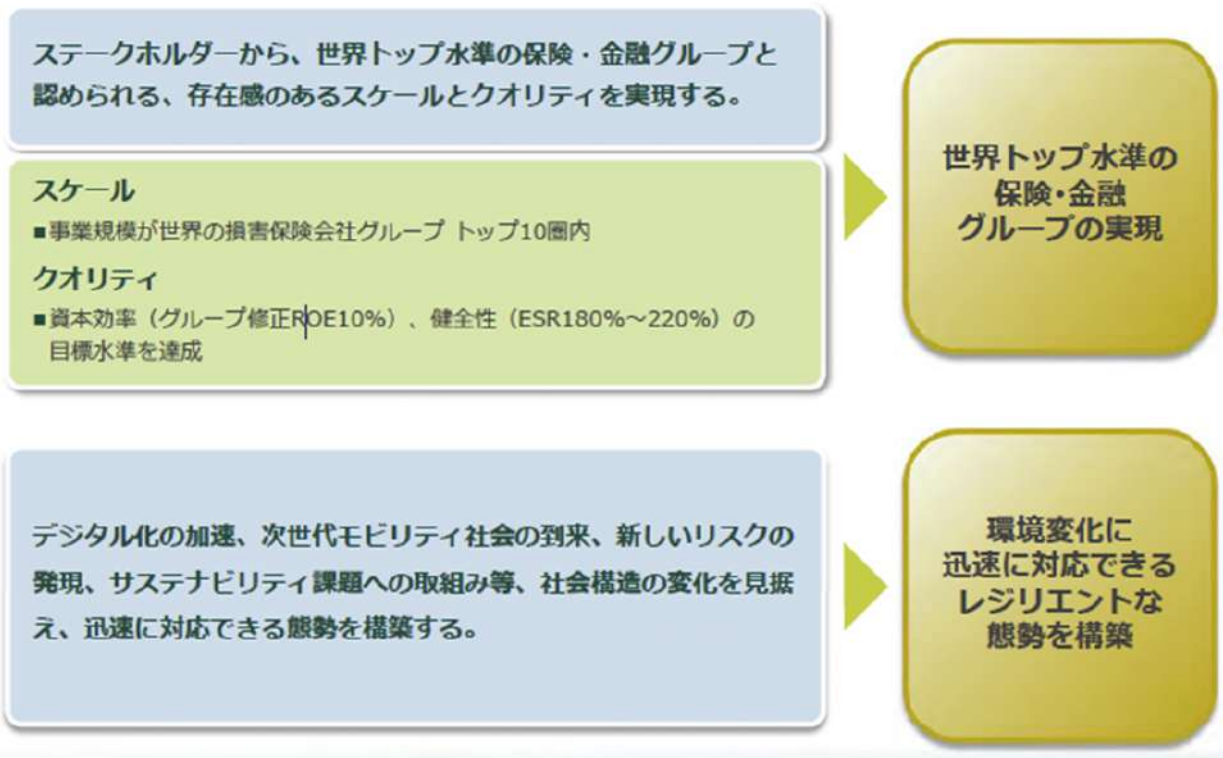 ステークホルダーから、世界トップ水準の保険・金融グループと
認められる、存在感のあるスケールとクオリティを実現する。
スケール
■事業規模が世界の損害保険会社グループ トップ10圏内
クオリティ
■資本効率（グループ修正ROE10%）、健全性（ESR180%～220%）の
目標水準を達成
世界トップ水準の
保険・金融
グループの実現
デジタル化の加速、次世代モビリティ社会の到来、新しいリスクの
発現、サステナビリティ課題への取組み等、社会構造の変化を見据
え、迅速に対応できる態勢を構築する。
環境変化に
迅速に対応できる
レジリエントな
態勢を構築